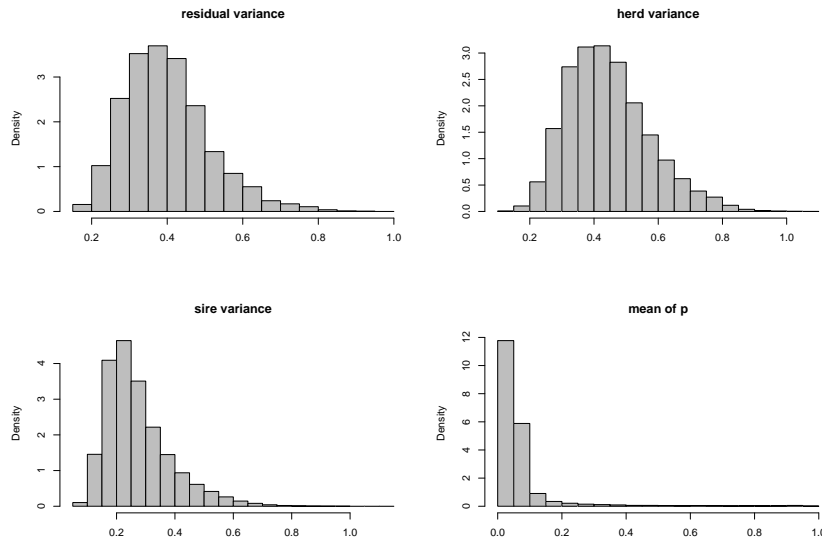 residual variance
Density
0 1 2 3
0.2 0.4 0.6 0.8 1.0
herd variance
Density
0.0 0.5 1.0 1.5 2.0 2.5 3.0
0.2 0.4 0.6 0.8 1.0
sire variance
Density
0 1 2 3 4
0.2 0.4 0.6 0.8 1.0
mean of p
Density
0 2 4 6 8 10 12
0.0 0.2 0.4 0.6 0.8 1.0